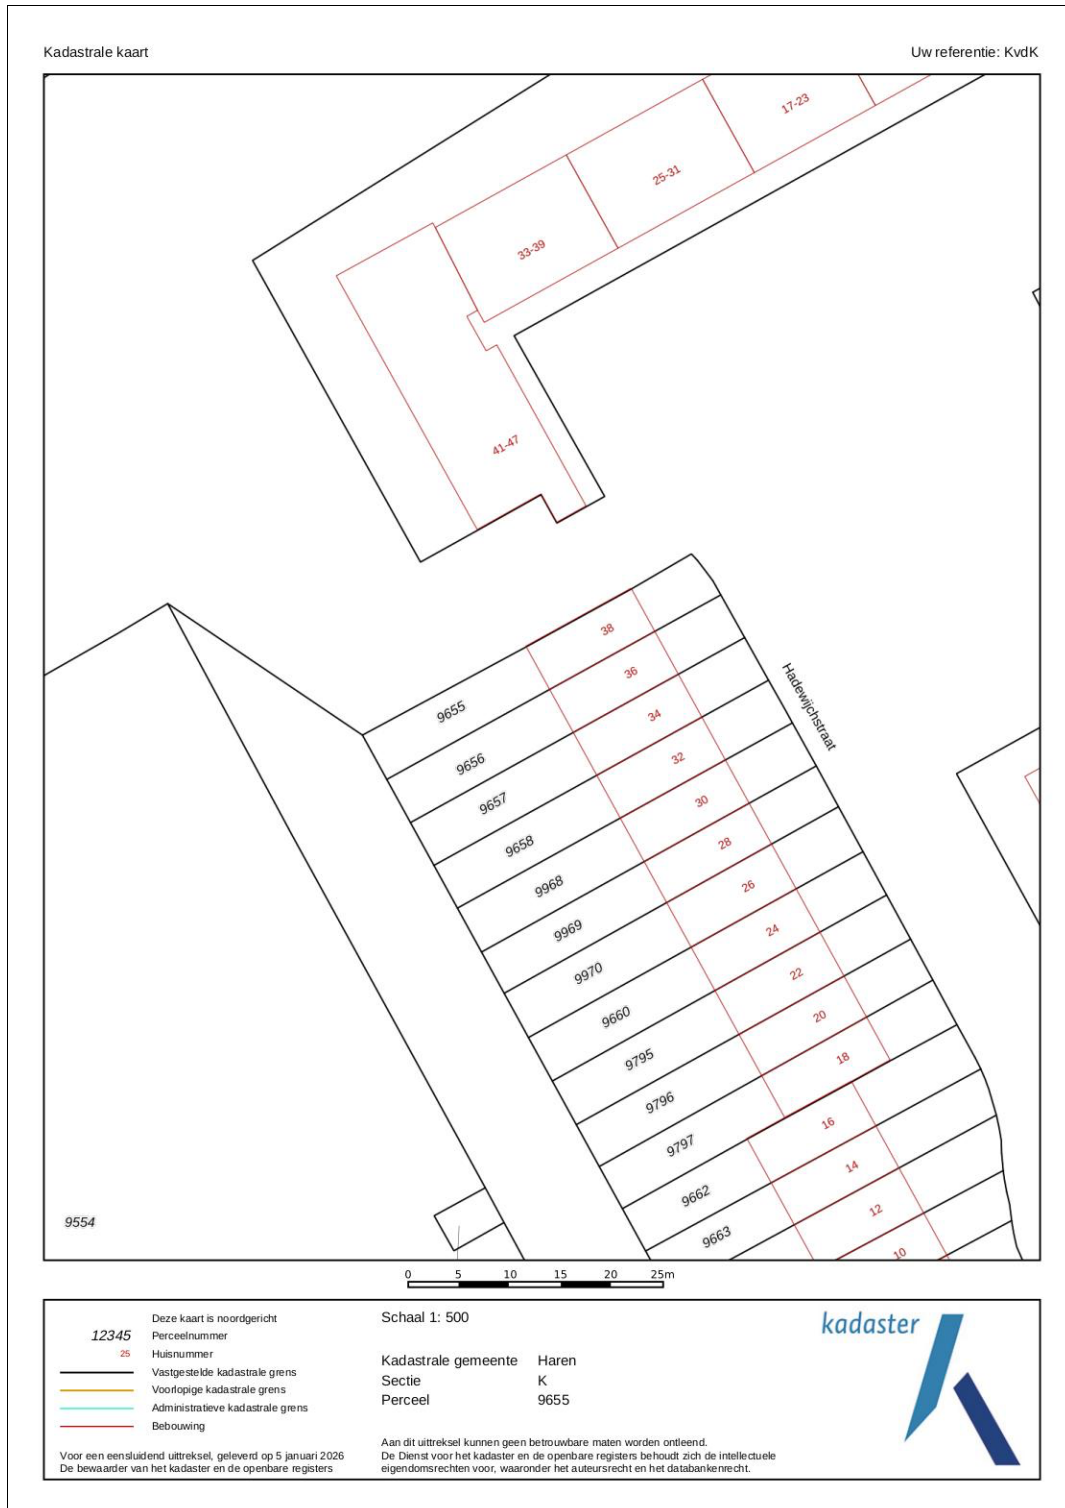 Kadastrale kaart
Uw referentie: KvdK
17-23
25-31
33-39
41-47
38
9655
36
9656
34
Hadewijchstraat
9657
32
9658
30
9968
28
9969
26
9970
24
9660
22
9795
20
9796
18
9797
16
9662
14
9663
12
10
9554
0 5 10 15 20 25m
Deze kaart is noordgericht
12345 Perceelnummer
25 Huisnummer
Vastgestelde kadastrale grens
Voorlopige kadastrale grens
Administratieve kadastrale grens
Bebouwing
Voor een eensluidend uittreksel, geleverd op 5 januari 2026
De bewaarder van het kadaster en de openbare registers
Schaal 1: 500
Kadastrale gemeente Haren
Sectie K
Perceel 9655
Aan dit uittreksel kunnen geen betrouwbare maten worden ontleend.
De Dienst voor het kadaster en de openbare registers behoudt zich de intellectuele
eigendomsrechten voor, waaronder het auteursrecht en het databankenrecht.
kadaster